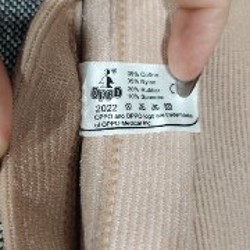 OPPO
35% Cotton
35% Nylon
20% Rubber
10% Spandex
2022
OPPO and OPPO logo are trademarks
of OPPO Medical Inc.